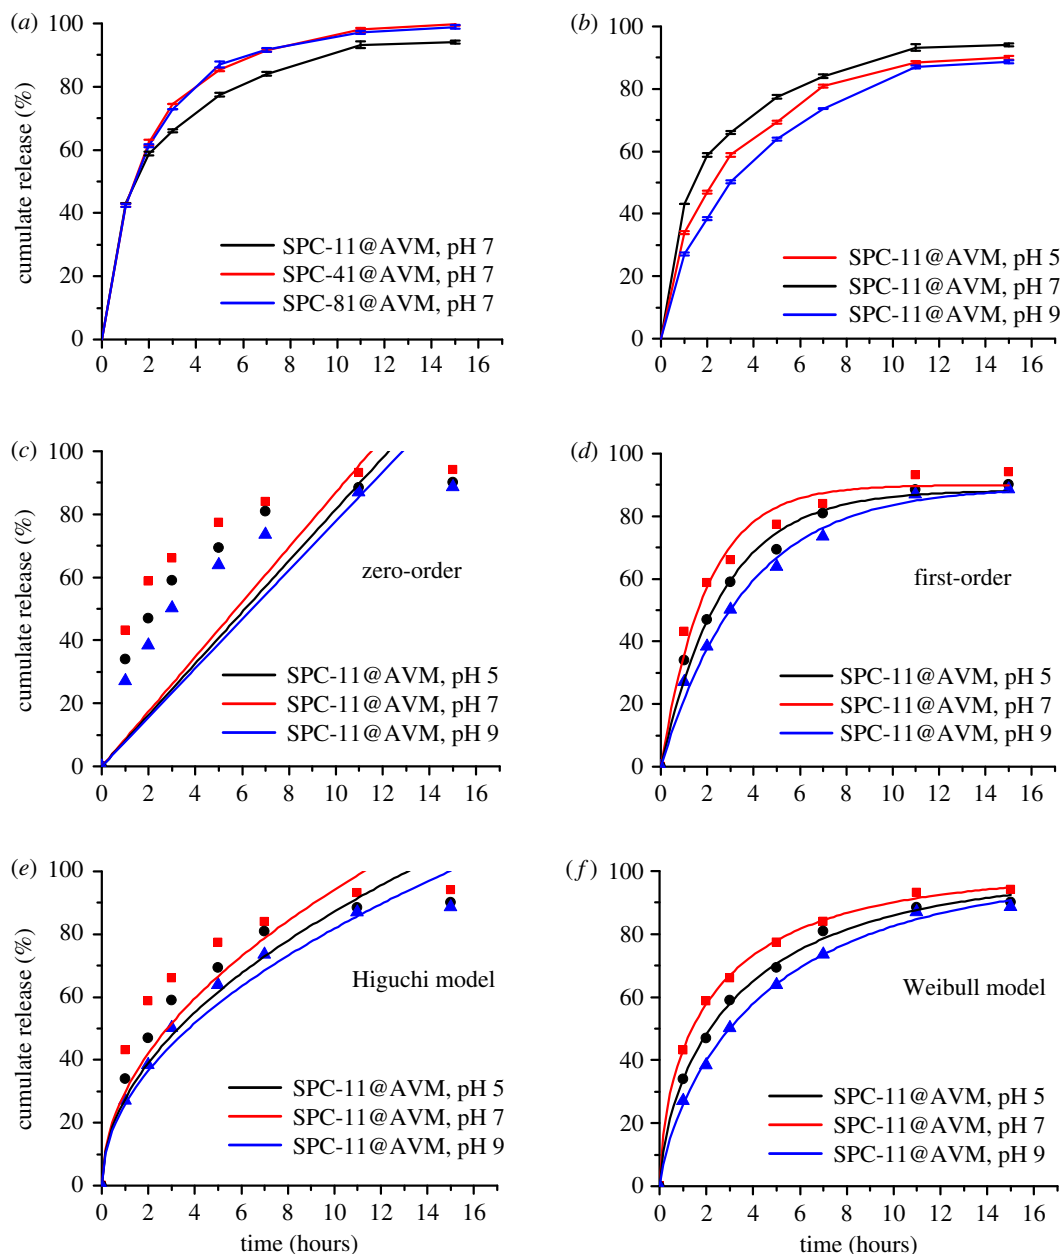 (a)
100
80
60
40
20
0
cumulate release (%)
SPC-11@AVM, pH 7
SPC-41@AVM, pH 7
SPC-81@AVM, pH 7
0 2 4 6 8 10 12 14 16
(b)
100
80
60
40
20
0
SPC-11@AVM, pH 5
SPC-11@AVM, pH 7
SPC-11@AVM, pH 9
0 2 4 6 8 10 12 14 16
(c)
100
80
60
40
20
0
cumulate release (%)
zero-order
SPC-11@AVM, pH 5
SPC-11@AVM, pH 7
SPC-11@AVM, pH 9
0 2 4 6 8 10 12 14 16
(d)
100
80
60
40
20
0
first-order
SPC-11@AVM, pH 5
SPC-11@AVM, pH 7
SPC-11@AVM, pH 9
0 2 4 6 8 10 12 14 16
(e)
100
80
60
40
20
0
cumulate release (%)
Higuchi model
SPC-11@AVM, pH 5
SPC-11@AVM, pH 7
SPC-11@AVM, pH 9
0 2 4 6 8 10 12 14 16
time (hours)
(f)
100
80
60
40
20
0
Weibull model
SPC-11@AVM, pH 5
SPC-11@AVM, pH 7
SPC-11@AVM, pH 9
0 2 4 6 8 10 12 14 16
time (hours)